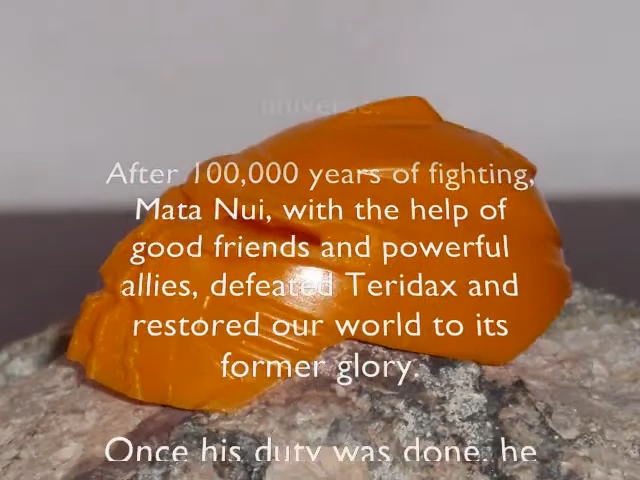 universe.
After 100,000 years of fighting,
Mata Nui, with the help of
good friends and powerful
allies, defeated Teridax and
restored our world to its
former glory.
Once his duty was done, he